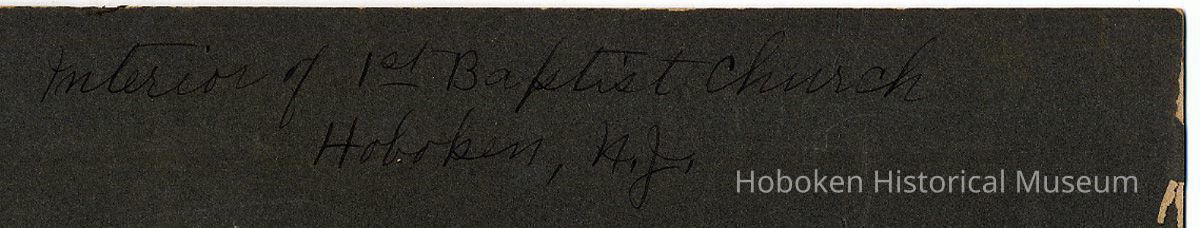 Interior of 1st Baptist Church
Hoboken, N.J.
Hoboken Historical Museum